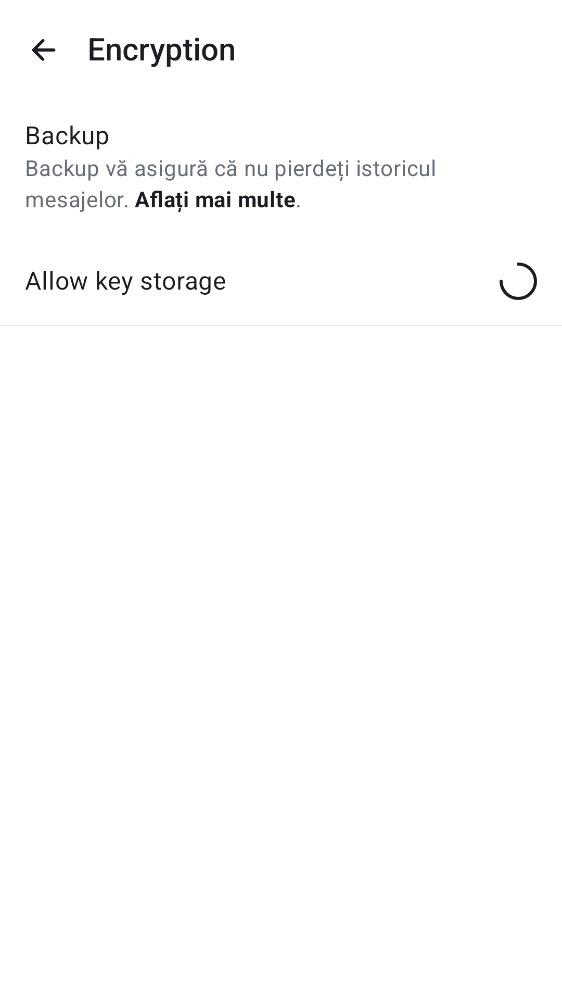 Encryption
Backup
Backup vă asigură că nu pierdeți istoricul
mesajelor. Aflați mai multe.
Allow key storage